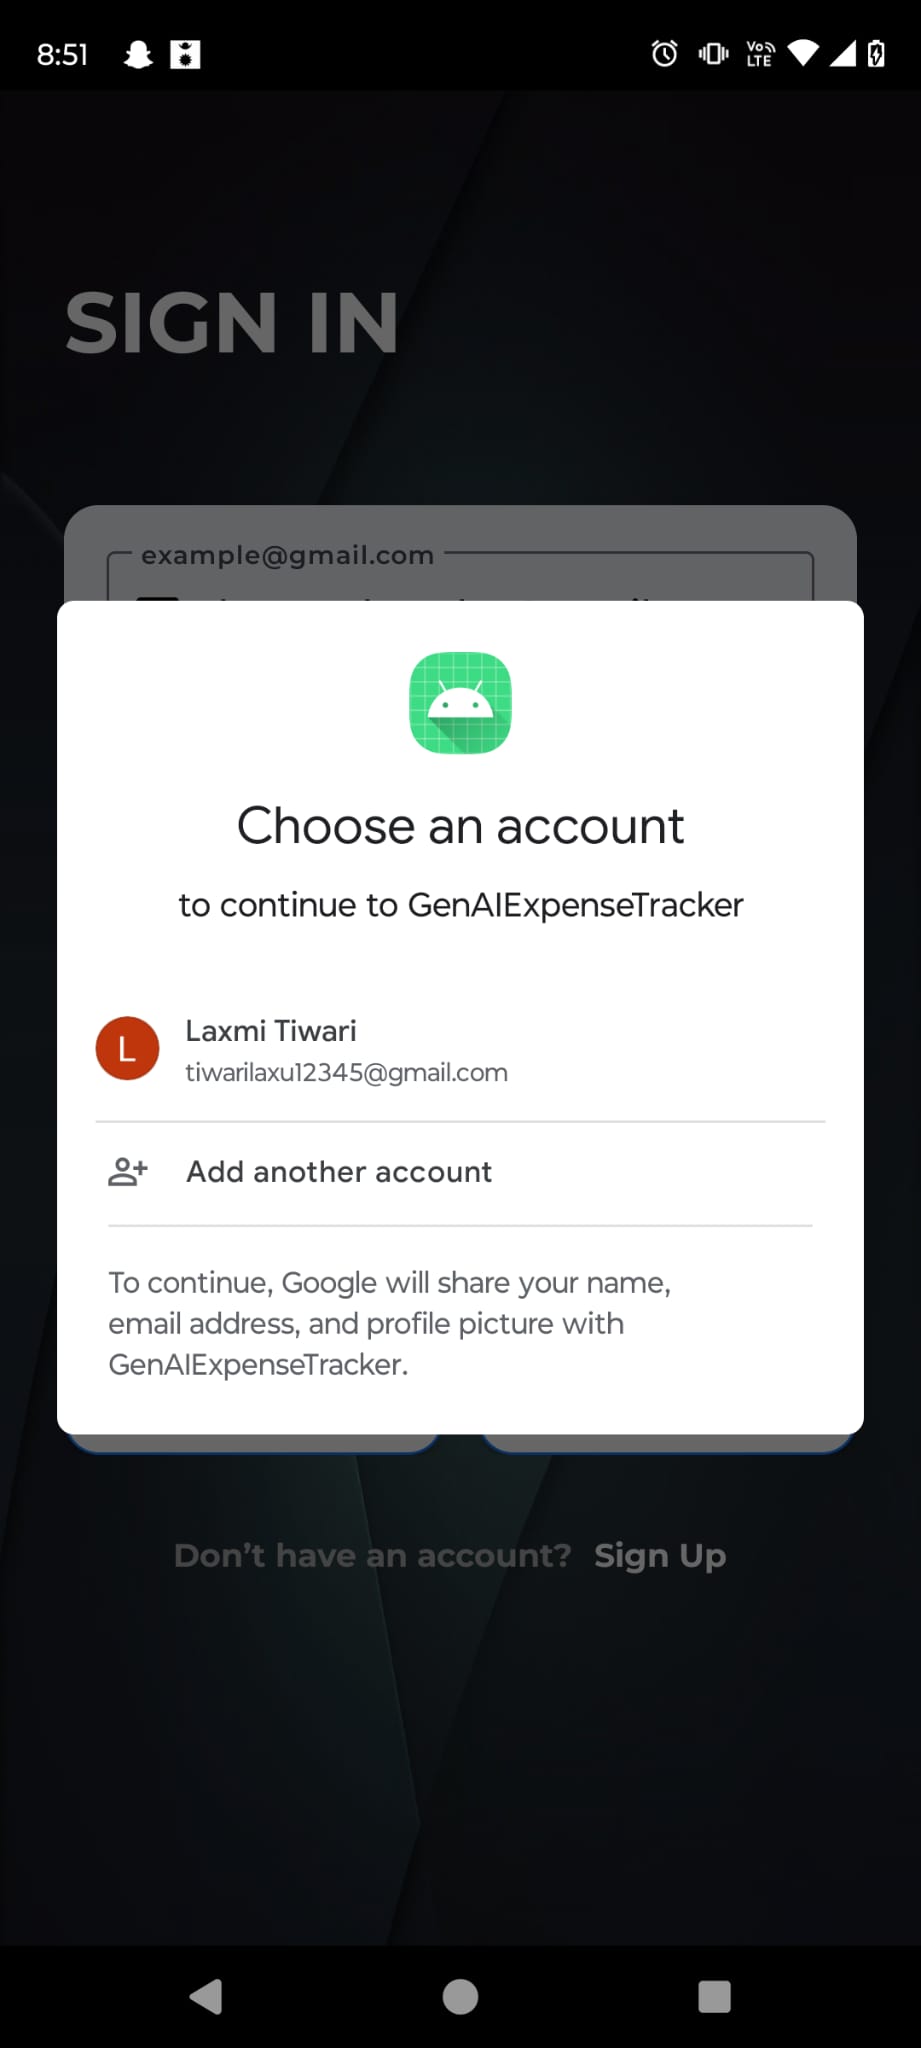 8:51
Vo LTE
SIGN IN
example@gmail.com
Choose an account
to continue to GenAIExpenseTracker
L
Laxmi Tiwari
tiwarilaxu12345@gmail.com
Add another account
To continue, Google will share your name,
email address, and profile picture with
GenAIExpenseTracker.
Don't have an account? Sign Up